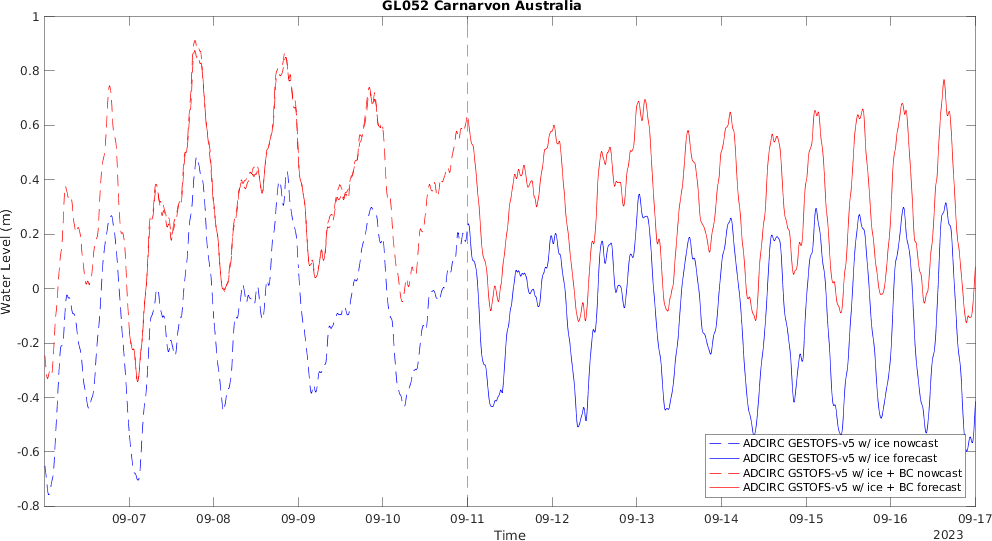 GL052 Carnarvon Australia
1
0.8
0.6
0.4
0.2
0
-0.2
-0.4
-0.6
-0.8
Water Level (m)
ADCIRC GESTOFS-v5 w/ ice nowcast
ADCIRC GESTOFS-v5 w/ ice forecast
ADCIRC GSTOFS-v5 w/ ice + BC nowcast
ADCIRC GSTOFS-v5 w/ ice + BC forecast
09-07 09-08 09-09 09-10 09-11 09-12 09-13 09-14 09-15 09-16 09-17
Time
2023